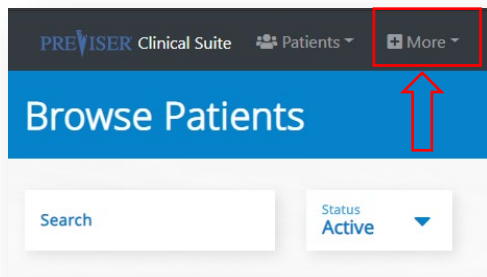 PREVISER Clinical Suite Patients More
Browse Patients
Search
Status
Active